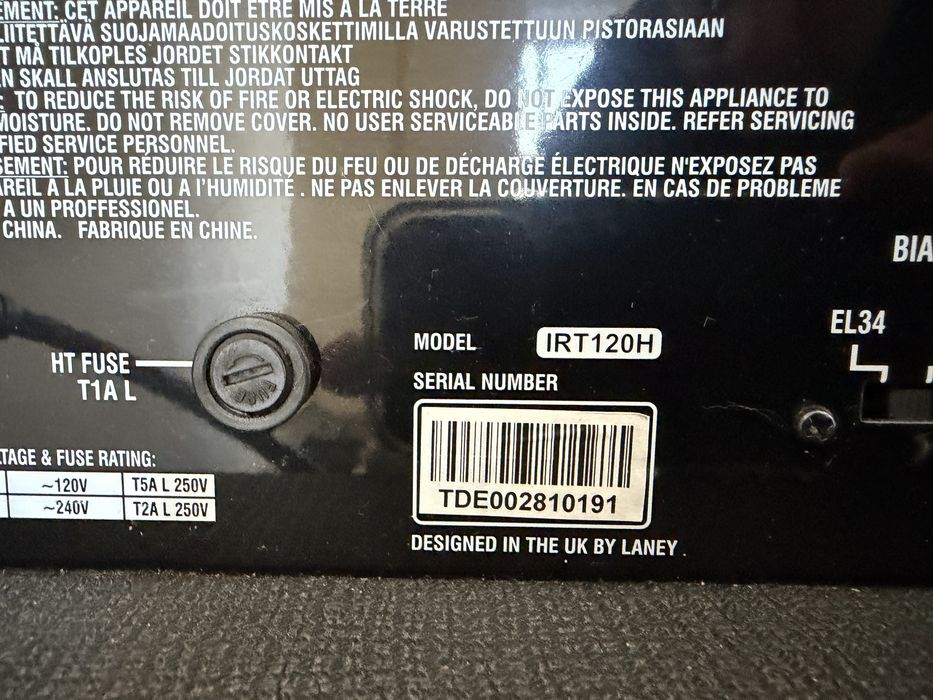 EMENT: CET APPAREIL DOIT ETRE MIS A LA TERRE
LIITETTÄVÄ SUOJAMAADOITUSKOSKETTIMILLA VARUSTETTUUN PISTORASIAAN
T MÅ TILKOPLES JORDET STIKKONTAKT
N SKALL ANSLUTAS TILL JORDAT UTTAG
: TO REDUCE THE RISK OF FIRE OR ELECTRIC SHOCK, DO NOT EXPOSE THIS APPLIANCE TO
MOISTURE. DO NOT REMOVE COVER. NO USER SERVICEABLE PARTS INSIDE. REFER SERVICING
FIED SERVICE PERSONNEL.
SEMENT: POUR RÉDUIRE LE RISQUE DU FEU OU DE DÉCHARGE ÉLECTRIQUE N'EXPOSEZ PAS
AREIL À LA PLUIE OU A l'HUMIDITÉ . NE PAS ENLEVER LA COUVERTURE. EN CAS DE PROBLEME
A UN PROFFESSIONEL.
CHINA. FABRIQUE EN CHINE.
BIA
EL34
HT FUSE
T1A L
FUSE
MODEL IRT120H
SERIAL NUMBER
TDE002810191
DESIGNED IN THE UK BY LANEY .
LTAGE & FUSE RATING:
~120V T5A L 250V
~240V T2A L 250V